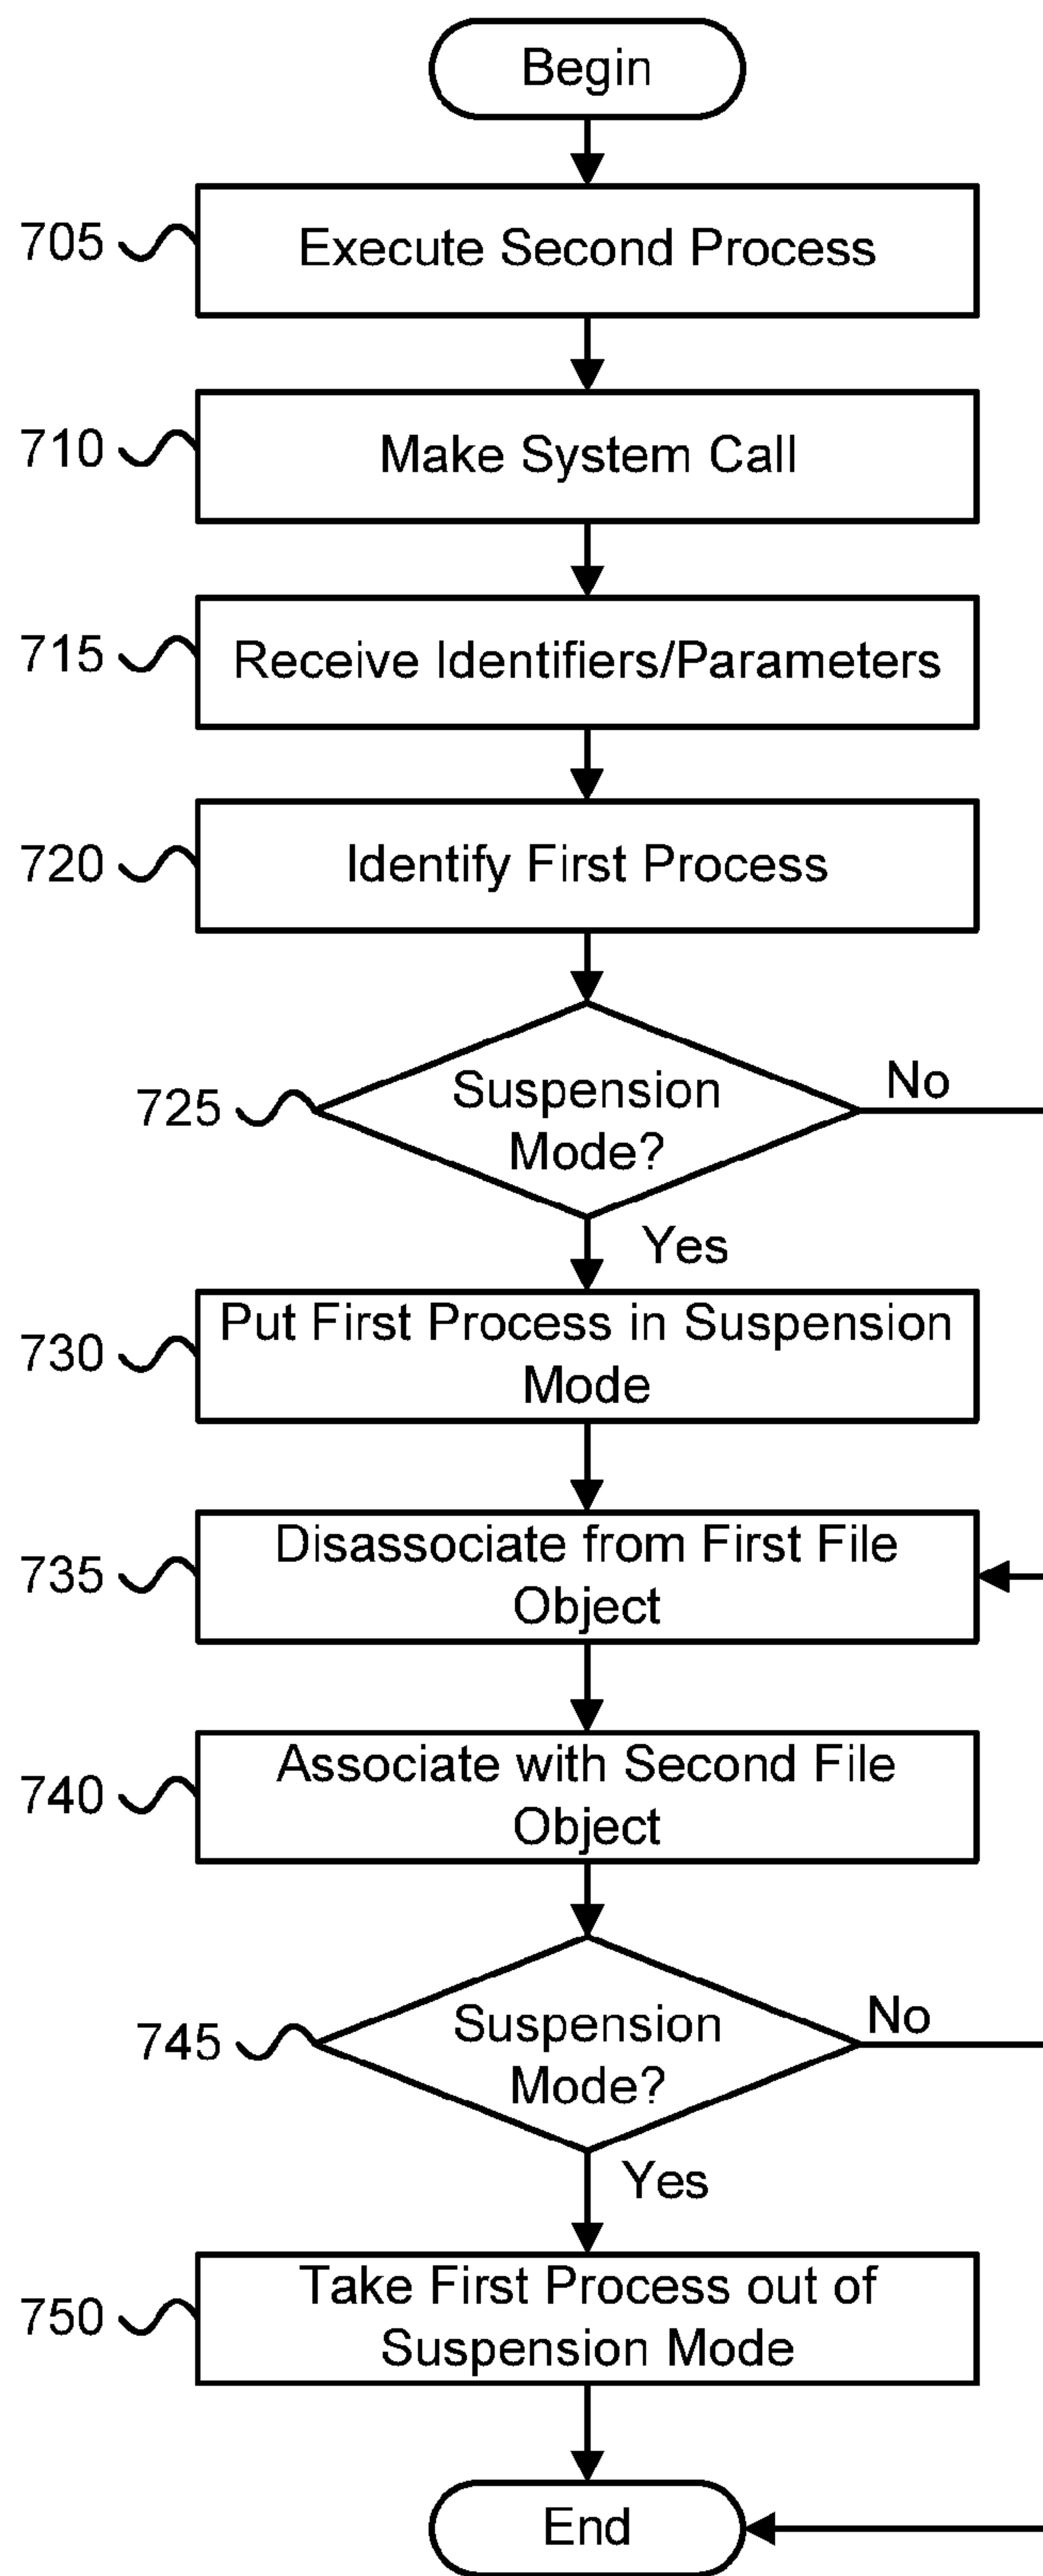 Begin
705
Execute Second Process
710
Make System Call
715
Receive Identifiers/Parameters
720
Identify First Process
725
Suspension
Mode?
No
Yes
730
Put First Process in Suspension
Mode
735
Disassociate from First File
Object
740
Associate with Second File
Object
745
Suspension
Mode?
No
Yes
750
Take First Process out of
Suspension Mode
End